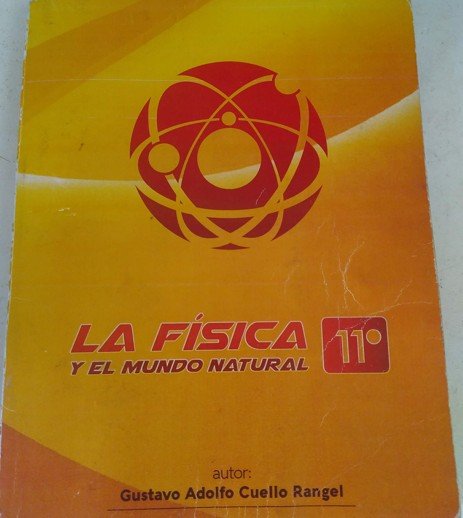 LA FÍSICA 11°
Y EL MUNDO NATURAL
autor:
Gustavo Adolfo Cuello Rangel